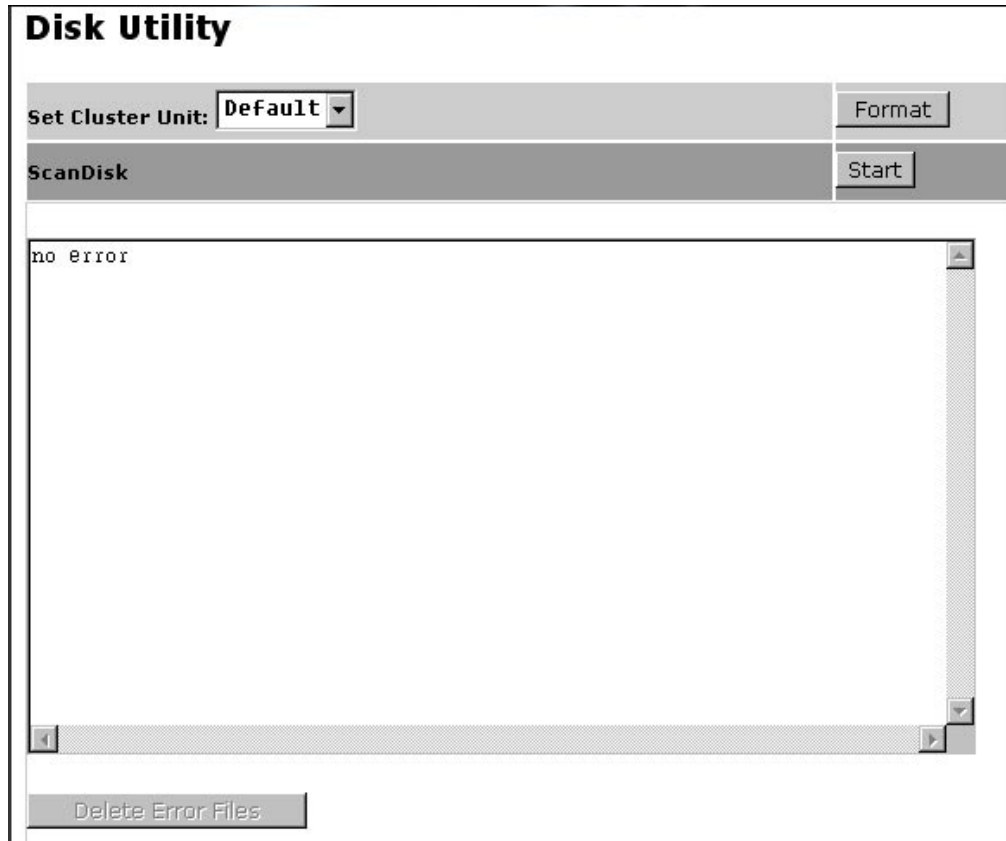 Disk Utility
Set Cluster Unit: Default Format
ScanDisk Start
no error
Delete Error Files